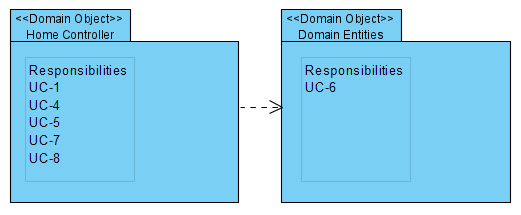 <<Domain Object>>
Home Controller
Responsibilities
UC-1
UC-4
UC-5
UC-7
UC-8
<<Domain Object>>
Domain Entities
Responsibilities
UC-6